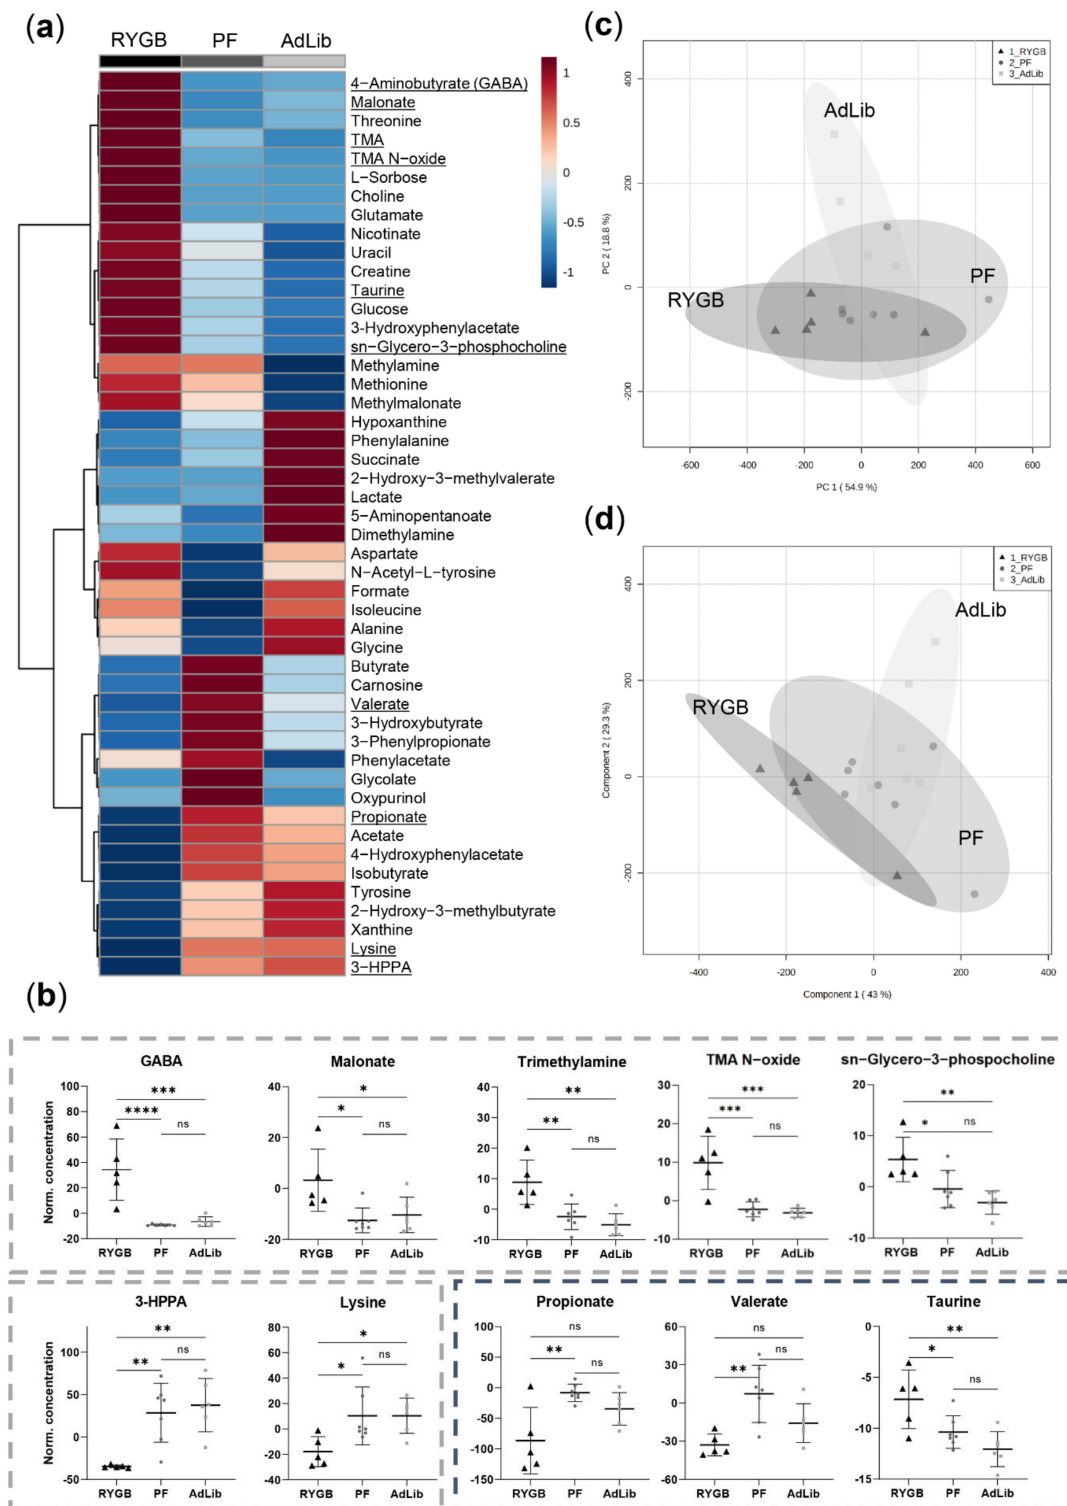 (a)
RYGB PF AdLib
4−Aminobutyrate (GABA)
Malonate
Threonine
TMA
TMA N−oxide
L−Sorbose
Choline
Glutamate
Nicotinate
Uracil
Creatine
Taurine
Glucose
3-Hydroxyphenylacetate
sn−Glycero−3−phosphocholine
Methylamine
Methionine
Methylmalonate
Hypoxanthine
Phenylalanine
Succinate
2−Hydroxy−3−methylvalerate
Lactate
5−Aminopentanoate
Dimethylamine
Aspartate
N−Acetyl−L−tyrosine
Formate
Isoleucine
Alanine
Glycine
Butyrate
Carnosine
Valerate
3−Hydroxybutyrate
3−Phenylpropionate
Phenylacetate
Glycolate
Oxypurinol
Propionate
Acetate
4−Hydroxyphenylacetate
Isobutyrate
Tyrosine
2−Hydroxy−3−methylbutyrate
Xanthine
Lysine
3−HPPA
1
0.5
0
-0.5
-1
(c)
1_RYGB
2_PF
3_AdLib
AdLib
PF
RYGB
PC 2 ( 18.8 %)
400
200
0
-200
-600 -400 -200 0 200 400 600
PC 1 ( 54.9 %)
(d)
1_RYGB
2_PF
3_AdLib
AdLib
RYGB
PF
Component 2 ( 29.3 %)
400
200
0
-200
-400 -200 0 200 400
Component 1 ( 43 %)
(b)
GABA
Norm. concentration
100
80
60
40
20
0
-20
***
****
ns
RYGB PF AdLib
Malonate
40
20
0
-20
*
*
ns
RYGB PF AdLib
Trimethylamine
40
30
20
10
0
-10
**
**
ns
RYGB PF AdLib
TMA N−oxide
30
20
10
0
-10
***
***
ns
RYGB PF AdLib
sn−Glycero−3−phospocholine
20
10
0
-10
**
* ns
RYGB PF AdLib
3-HPPA
Norm. concentration
100
50
0
-50
**
**
ns
RYGB PF AdLib
Lysine
80
60
40
20
0
-20
-40
*
*
ns
RYGB PF AdLib
Propionate
100
50
0
-50
-100
-150
ns
**
ns
RYGB PF AdLib
Valerate
60
30
0
-30
-60
ns
**
ns
RYGB PF AdLib
Taurine
0
-5
-10
-15
**
*
ns
RYGB PF AdLib